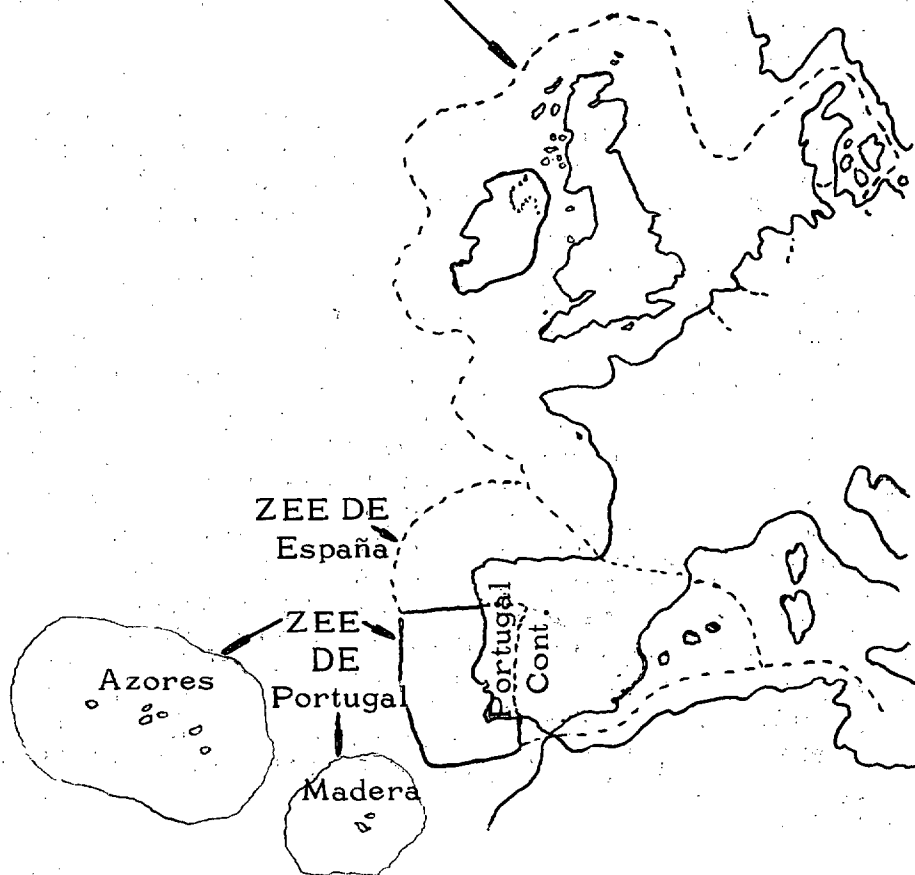 ZEE DE
España
ZEE
DE
Portugal
Azores
Madera
Portugal
Cont.